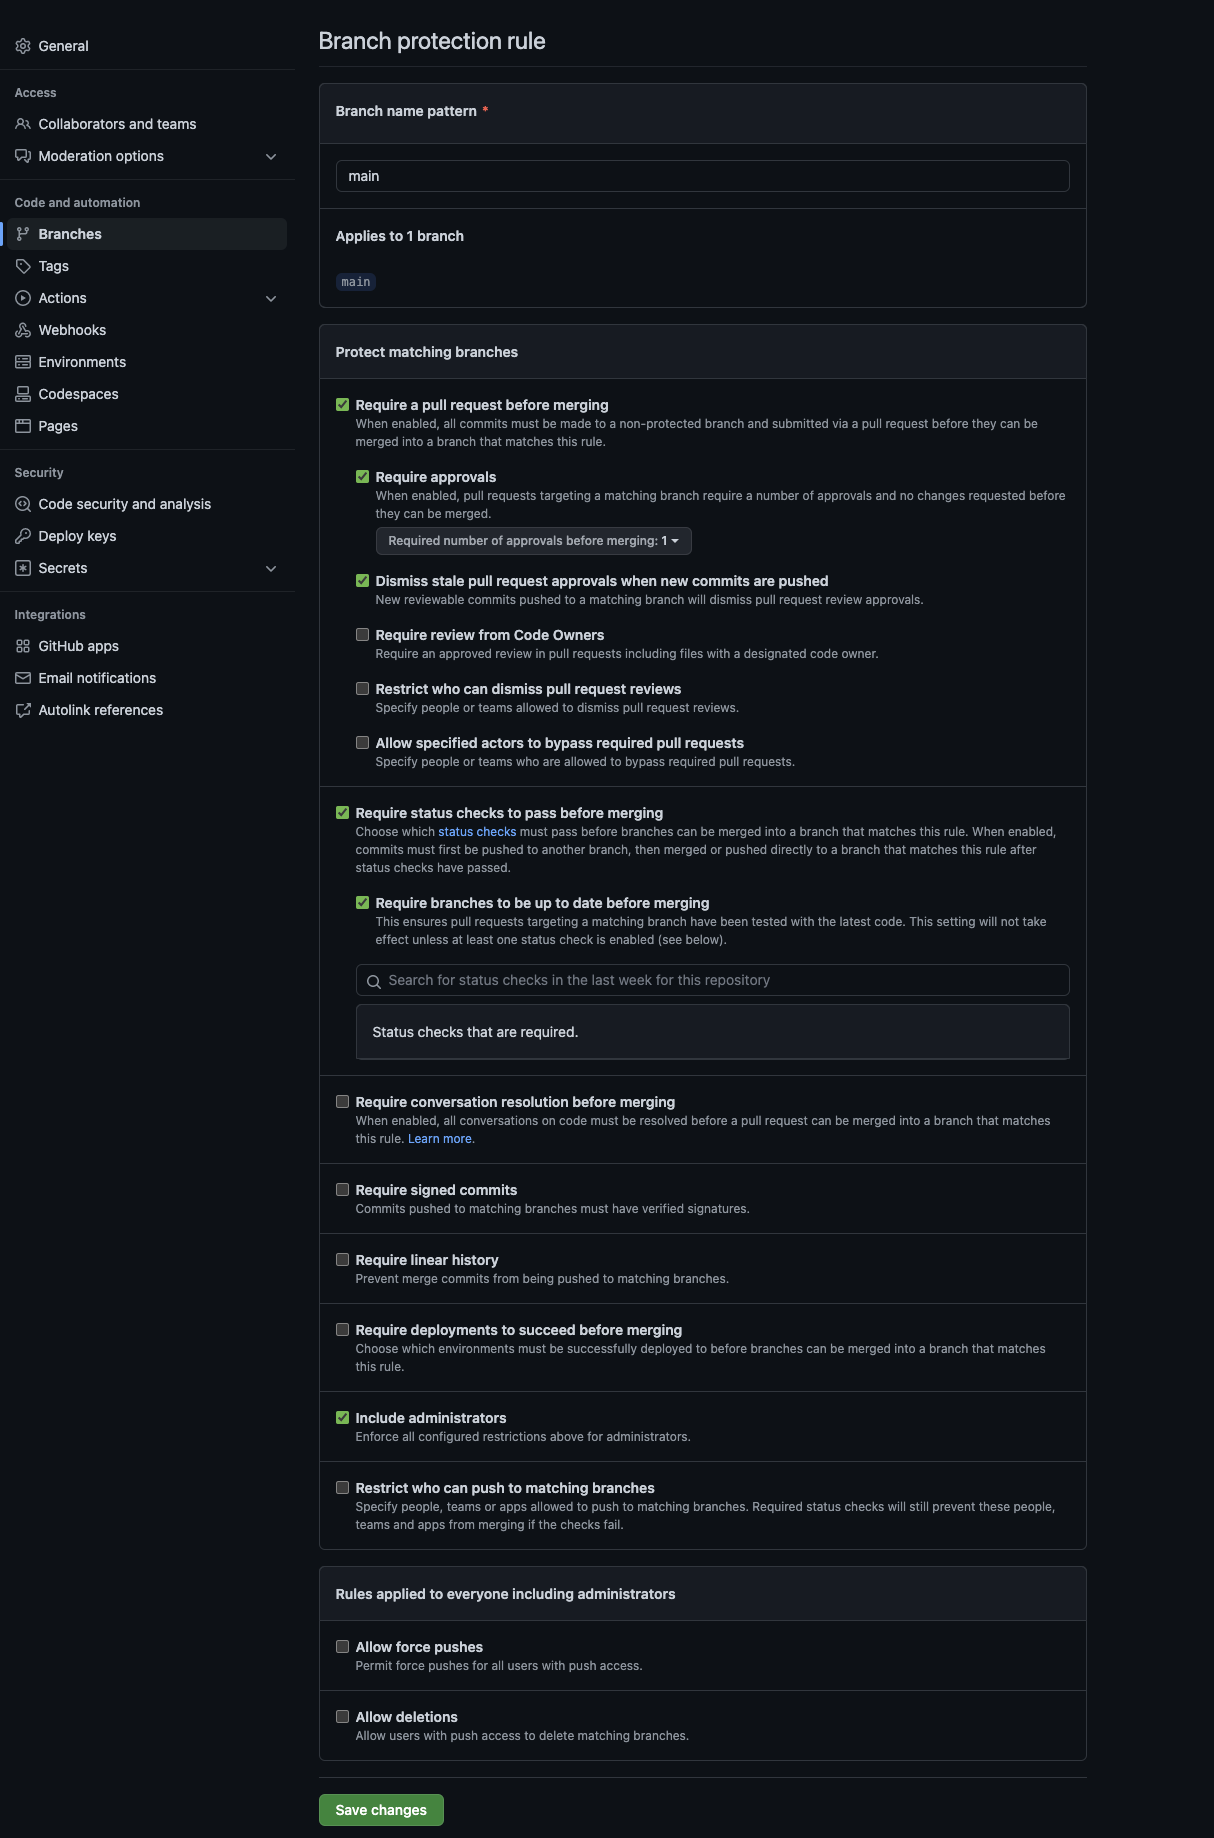 General
Access
Collaborators and teams
Moderation options
Code and automation
Branches
Tags
Actions
Webhooks
Environments
Codespaces
Pages
Security
Code security and analysis
Deploy keys
Secrets
Integrations
GitHub apps
Email notifications
Autolink references
Branch protection rule
Branch name pattern *
main
Applies to 1 branch
main
Protect matching branches
Require a pull request before merging
When enabled, all commits must be made to a non-protected branch and submitted via a pull request before they can be
merged into a branch that matches this rule.
Require approvals
When enabled, pull requests targeting a matching branch require a number of approvals and no changes requested before
they can be merged.
Required number of approvals before merging: 1
Dismiss stale pull request approvals when new commits are pushed
New reviewable commits pushed to a matching branch will dismiss pull request review approvals.
Require review from Code Owners
Require an approved review in pull requests including files with a designated code owner.
Restrict who can dismiss pull request reviews
Specify people or teams allowed to dismiss pull request reviews.
Allow specified actors to bypass required pull requests
Specify people or teams who are allowed to bypass required pull requests.
Require status checks to pass before merging
Choose which status checks must pass before branches can be merged into a branch that matches this rule. When enabled,
commits must first be pushed to another branch, then merged or pushed directly to a branch that matches this rule after
status checks have passed.
Require branches to be up to date before merging
This ensures pull requests targeting a matching branch have been tested with the latest code. This setting will not take
effect unless at least one status check is enabled (see below).
Search for status checks in the last week for this repository
Status checks that are required.
Require conversation resolution before merging
When enabled, all conversations on code must be resolved before a pull request can be merged into a branch that matches
this rule. Learn more.
Require signed commits
Commits pushed to matching branches must have verified signatures.
Require linear history
Prevent merge commits from being pushed to matching branches.
Require deployments to succeed before merging
Choose which environments must be successfully deployed to before branches can be merged into a branch that matches
this rule.
Include administrators
Enforce all configured restrictions above for administrators.
Restrict who can push to matching branches
Specify people, teams or apps allowed to push to matching branches. Required status checks will still prevent these people,
teams and apps from merging if the checks fail.
Rules applied to everyone including administrators
Allow force pushes
Permit force pushes for all users with push access.
Allow deletions
Allow users with push access to delete matching branches.
Save changes